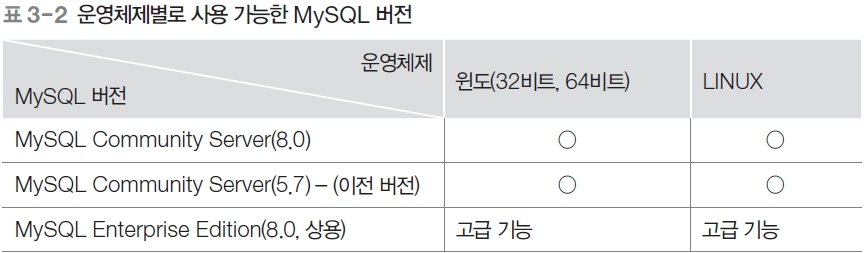 표 3-2 운영체제별로 사용 가능한 MySQL 버전
운영체제
MySQL 버전
윈도(32비트, 64비트)
LINUX
MySQL Community Server(8.0) ○ ○
MySQL Community Server(5.7) – (이전 버전) ○ ○
MySQL Enterprise Edition(8.0, 상용) 고급 기능 고급 기능